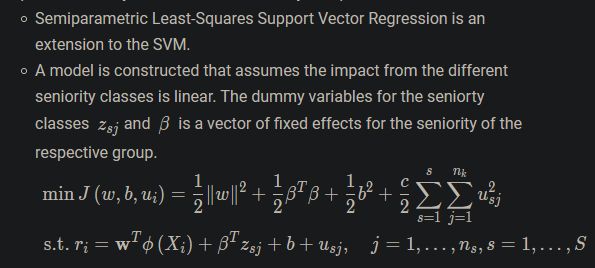 Semiparametric Least-Squares Support Vector Regression is an
extension to the SVM.
A model is constructed that assumes the impact from the different
seniority classes is linear. The dummy variables for the seniorty
classes z_{sj} and β is a vector of fixed effects for the seniority of the
respective group.
min J (w, b, u_i) = \frac{1}{2}‖w‖^2 + \frac{1}{2}β^T β + \frac{1}{2}b^2 + \frac{c}{2} \sum_{s=1}^{s} \sum_{j=1}^{n_k} u_{sj}^2
s.t. r_i = \mathbf{w}^T ϕ (X_i) + β^T z_{sj} + b + u_{sj}, j = 1, . . . , n_s, s = 1, . . . , S